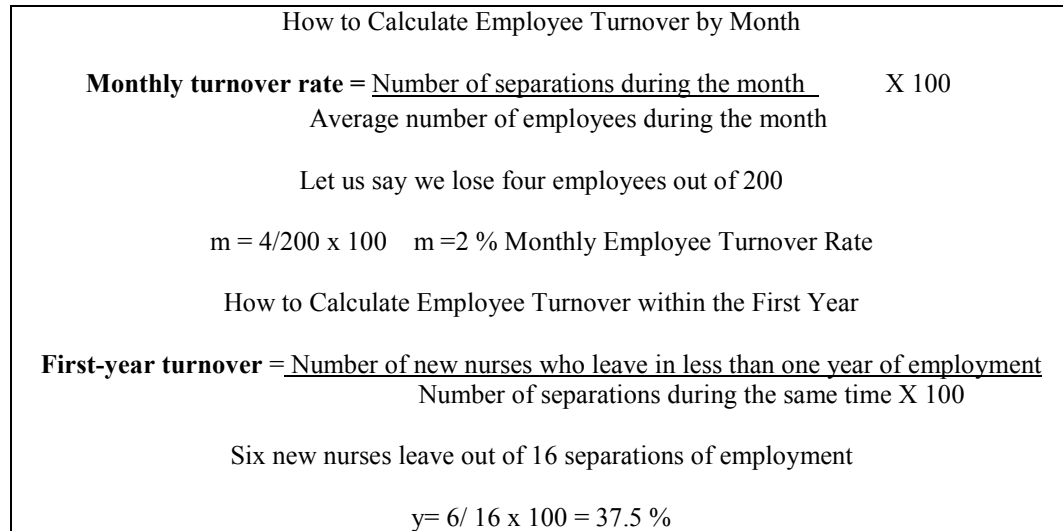 How to Calculate Employee Turnover by Month
Monthly turnover rate = Number of separations during the month X 100
Average number of employees during the month
Let us say we lose four employees out of 200
m = 4/200 x 100 m =2 % Monthly Employee Turnover Rate
How to Calculate Employee Turnover within the First Year
First-year turnover = Number of new nurses who leave in less than one year of employment
Number of separations during the same time X 100
Six new nurses leave out of 16 separations of employment
y= 6/ 16 x 100 = 37.5 %